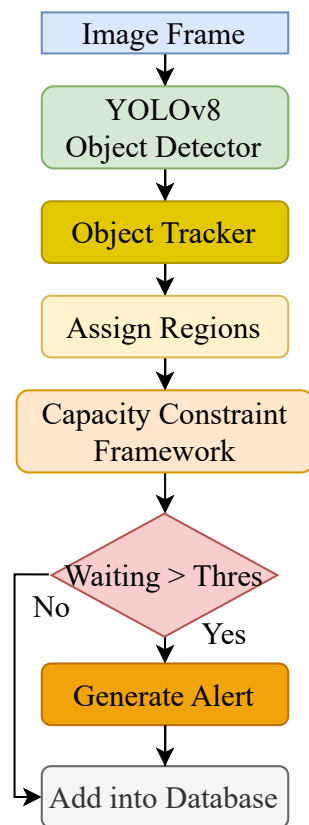 Image Frame
YOLOv8
Object Detector
Object Tracker
Assign Regions
Capacity Constraint
Framework
Waiting > Thres
No
Yes
Generate Alert
Add into Database